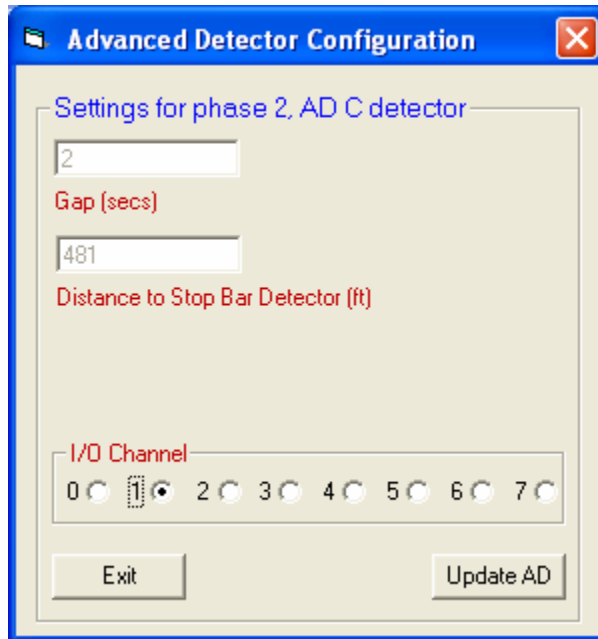 Advanced Detector Configuration
Settings for phase 2, AD C detector
2
Gap (secs)
481
Distance to Stop Bar Detector (ft)
I/O Channel
0 1 2 3 4 5 6 7
Exit Update AD